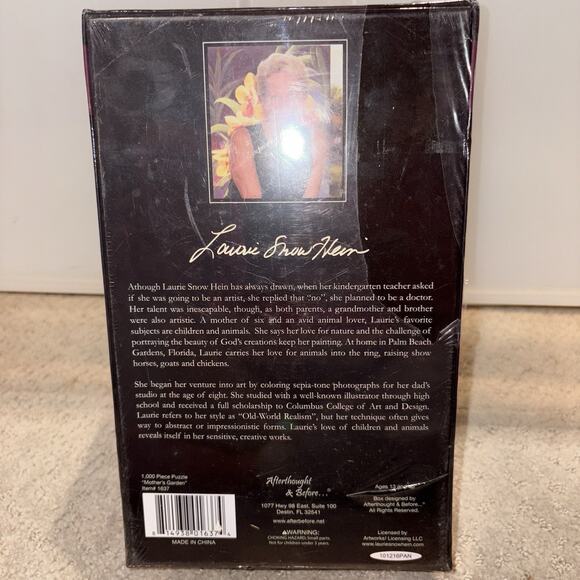 Laurie Snow Hein
Athough Laurie Snow Hein has always drawn, when her kindergarten teacher asked
if she was going to be an artist, she replied that "no", she planned to be a doctor.
Her talent was inescapable, though, as both parents, a grandmother and brother
were also artistic. A mother of six and an avid animal lover, Laurie's favorite
subjects are children and animals. She says her love for nature and the challenge of
portraying the beauty of God's creations keep her painting. At home in Palm Beach
Gardens, Florida, Laurie carries her love for animals into the ring, raising show
horses, goats and chickens.
She began her venture into art by coloring sepia-tone photographs for her dad's
studio at the age of eight. She studied with a well-known illustrator through high
school and received a full scholarship to Columbus College of Art and Design.
Laurie refers to her style as "Old-World Realism", but her technique often gives
way to abstract or impressionistic forms. Laurie's love of children and animals
reveals itself in her sensitive, creative works.
1,000 Piece Puzzle
"Mother's Garden"
Item# 1637
8 14938 01637 4
MADE IN CHINA
Afterthought
& Before...®
1077 Hwy 98 East, Suite 100
Destin, FL 32541
www.afterbefore.net
⚠WARNING:
CHOKING HAZARD: Small parts.
Not for children under 3 years.
Ages 12 and
Box designed by
Afterthought & Before...®
All Rights Reserved.
Licensed by
Artworks! Licensing LLC
www.lauriesnowhein.com
101216PAN